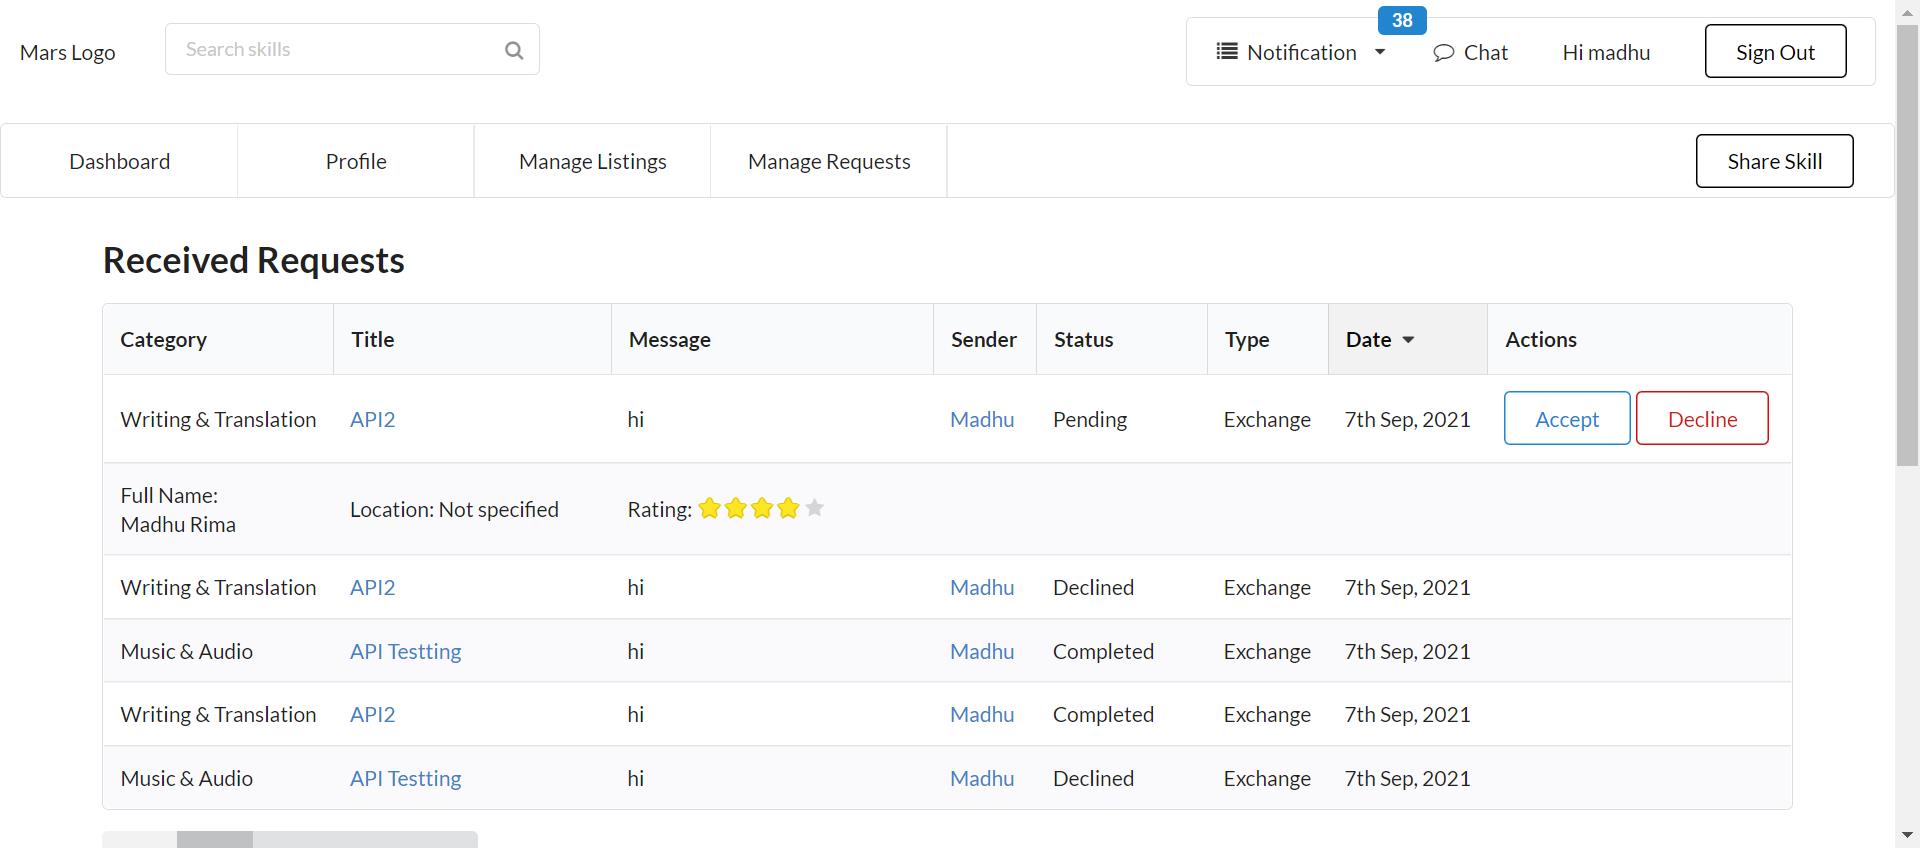 38
Mars Logo
Search skills
Notification
Chat
Hi madhu
Sign Out
Dashboard
Profile
Manage Listings
Manage Requests
Share Skill
Received Requests
Category Title Message Sender Status Type Date Actions
Writing & Translation API2 hi Madhu Pending Exchange 7th Sep, 2021 Accept Decline
Full Name:
Madhu Rima
Location: Not specified
Rating:
Writing & Translation API2 hi Madhu Declined Exchange 7th Sep, 2021
Music & Audio API Testting hi Madhu Completed Exchange 7th Sep, 2021
Writing & Translation API2 hi Madhu Completed Exchange 7th Sep, 2021
Music & Audio API Testting hi Madhu Declined Exchange 7th Sep, 2021